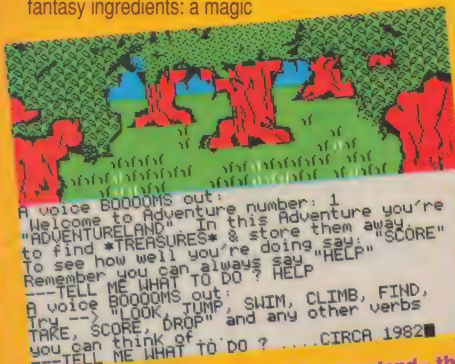 fantasy ingredients: a magic
A voice BOOOOMS out:
Welcome to Adventure number: 1
"ADVENTURELAND". In this Adventure you're
to find *TREASURES* & store them away.
To see how well you're doing say: "SCORE"
Remember you can always say "HELP"
---TELL ME WHAT TO DO ? HELP
A voice BOOOOMS out:
Try --> "LOOK, JUMP, SWIM, CLIMB, FIND,
TAKE, SCORE, DROP" and any other verbs
you can think of...
---TELL ME WHAT TO DO ? ....CIRCA 1982